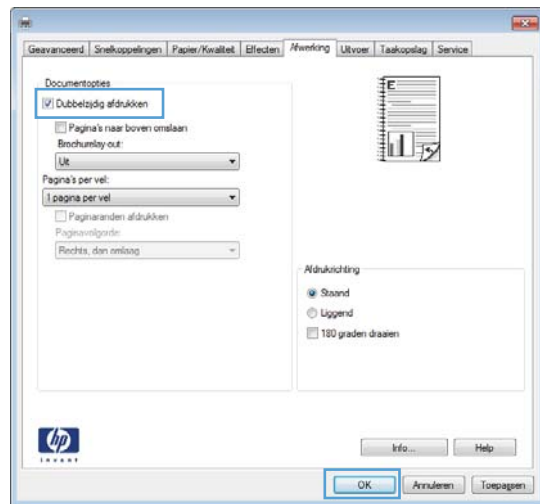 Geavanceerd Snelkoppelingen Papier/Kwaliteit Effecten Afwerking Uitvoer Taakopslag Service
Documentopties
Dubbelzijdig afdrukken
Pagina's naar boven omslaan
Brochurelay-out:
Uit
Pagina's per vel:
1 pagina per vel
Paginaranden afdrukken
Paginavolgorde:
Rechts, dan omlaag
E
Afdrukrichting
Staand
Liggend
180 graden draaien
hp
invent
Info...
Help
OK
Annuleren
Toepassen